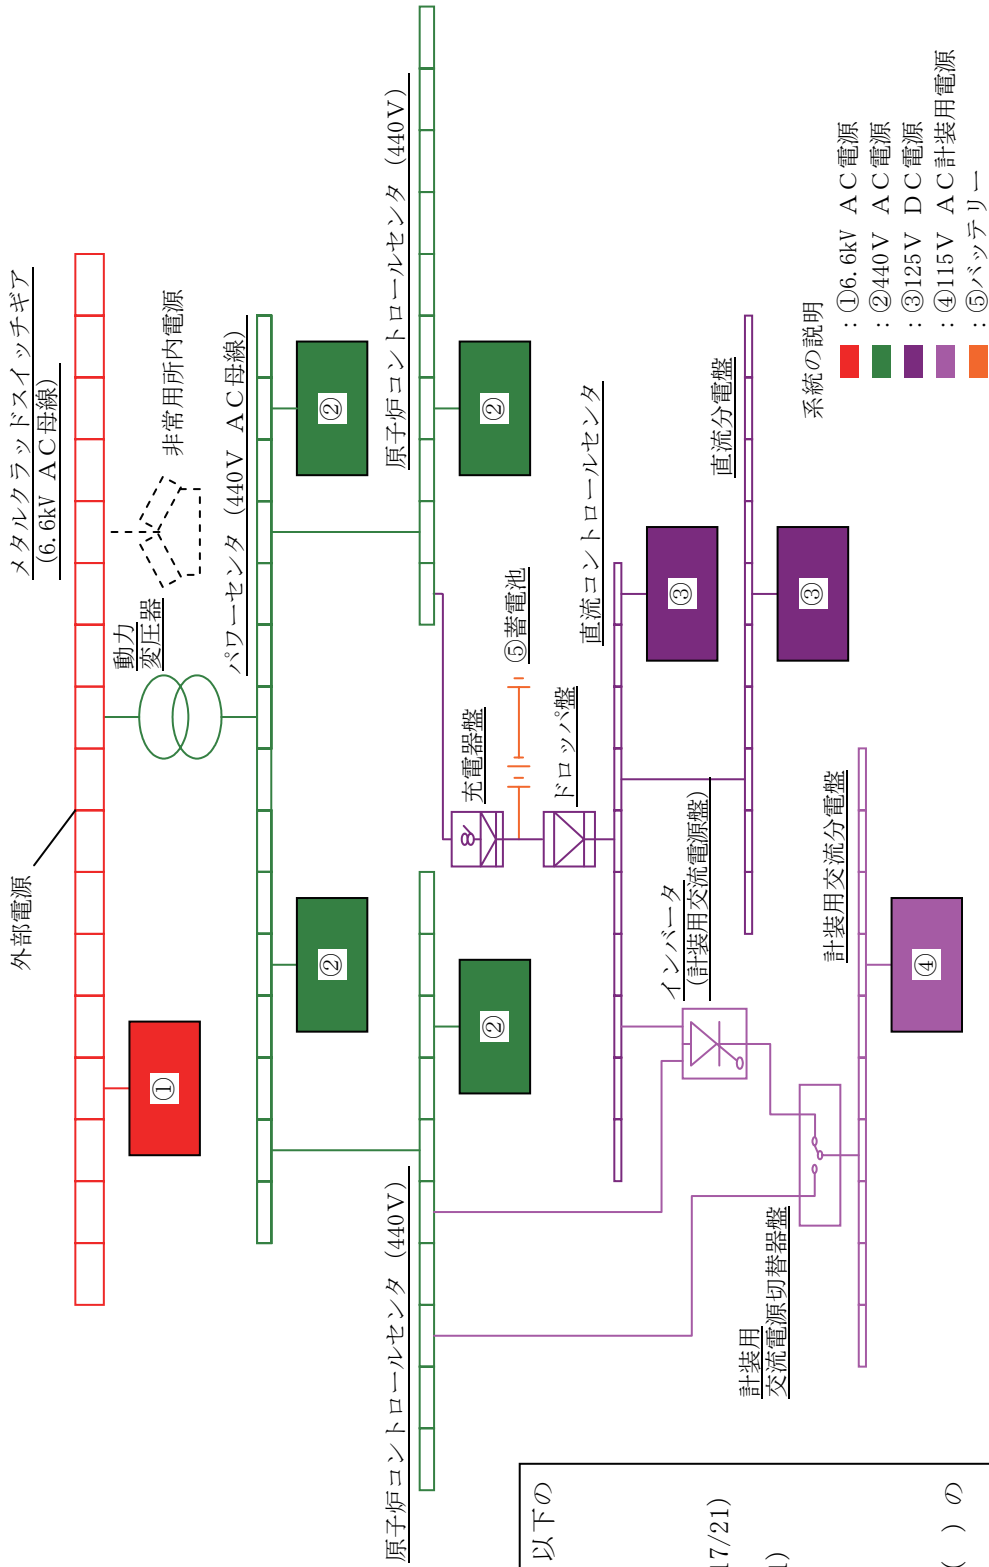 メタルクラッドスイッチギア
(6.6kV AC母線)
外部電源
非常用所内電源
動力
変圧器
①
パワーセンタ (440V AC母線)
②
②
原子炉コントロールセンタ (440V)
原子炉コントロールセンタ (440V)
②
②
充電器盤
⑤蓄電池
ドロッパ盤
直流コントロールセンタ
③
インバータ
(計装用交流電源盤)
直流分電盤
③
計装用
交流電源切替器盤
計装用交流分電盤
④
系統の説明
：①6.6kV AC電源
：②440V AC電源
：③125V DC電源
：④115V AC計装用電源
：⑤バッテリー
以下の
17/21)
1)
( ) の